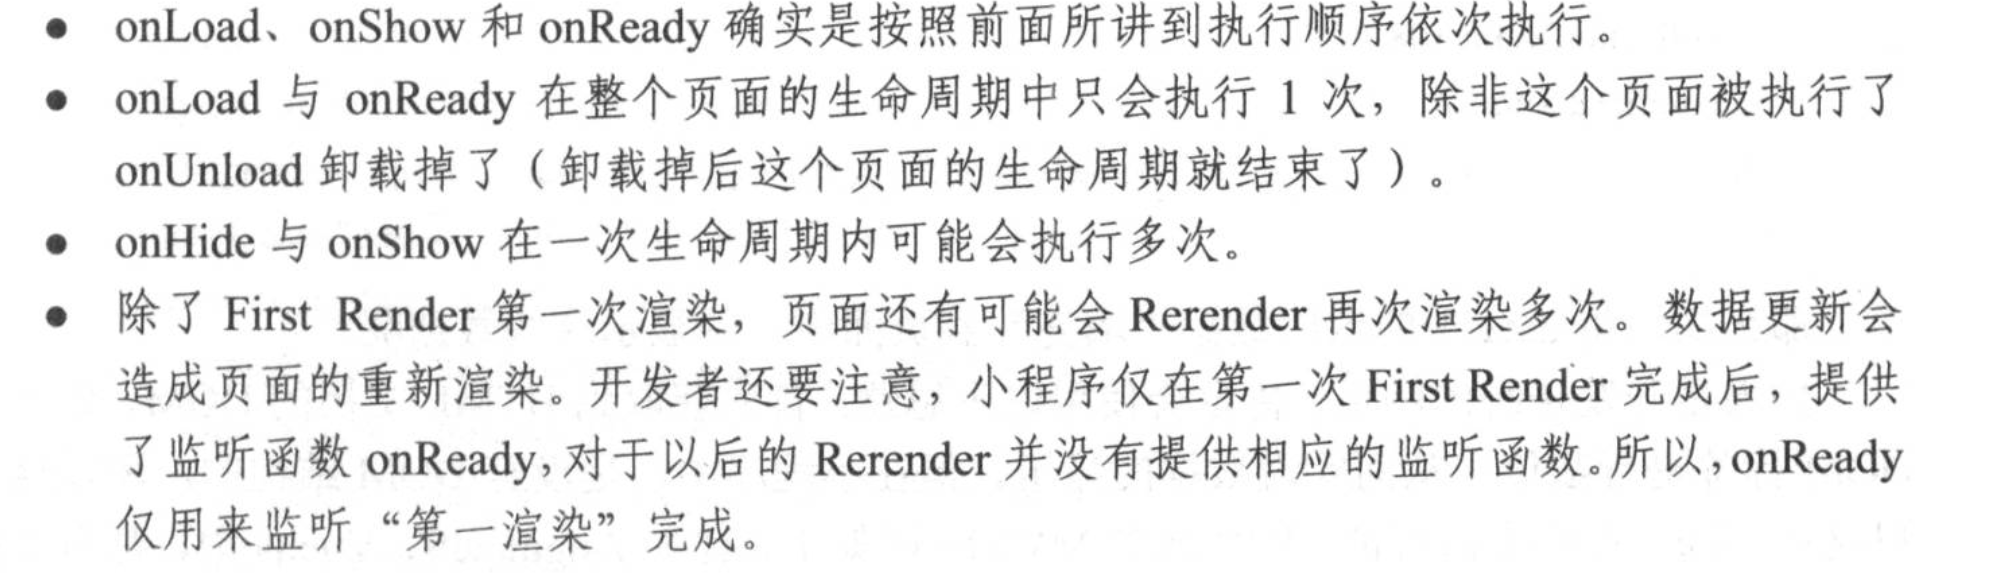 ● onLoad、onShow 和 onReady 确实是按照前面所讲到执行顺序依次执行。
● onLoad 与 onReady 在整个页面的生命周期中只会执行 1 次，除非这个页面被执行了
onUnload 卸载掉了（卸载掉后这个页面的生命周期就结束了）。
● onHide 与 onShow 在一次生命周期内可能会执行多次。
● 除了 First Render 第一次渲染，页面还有可能会 Rerender 再次渲染多次。数据更新会
造成页面的重新渲染。开发者还要注意，小程序仅在第一次 First Render 完成后，提供
了监听函数 onReady，对于以后的 Rerender 并没有提供相应的监听函数。所以，onReady
仅用来监听“第一渲染”完成。